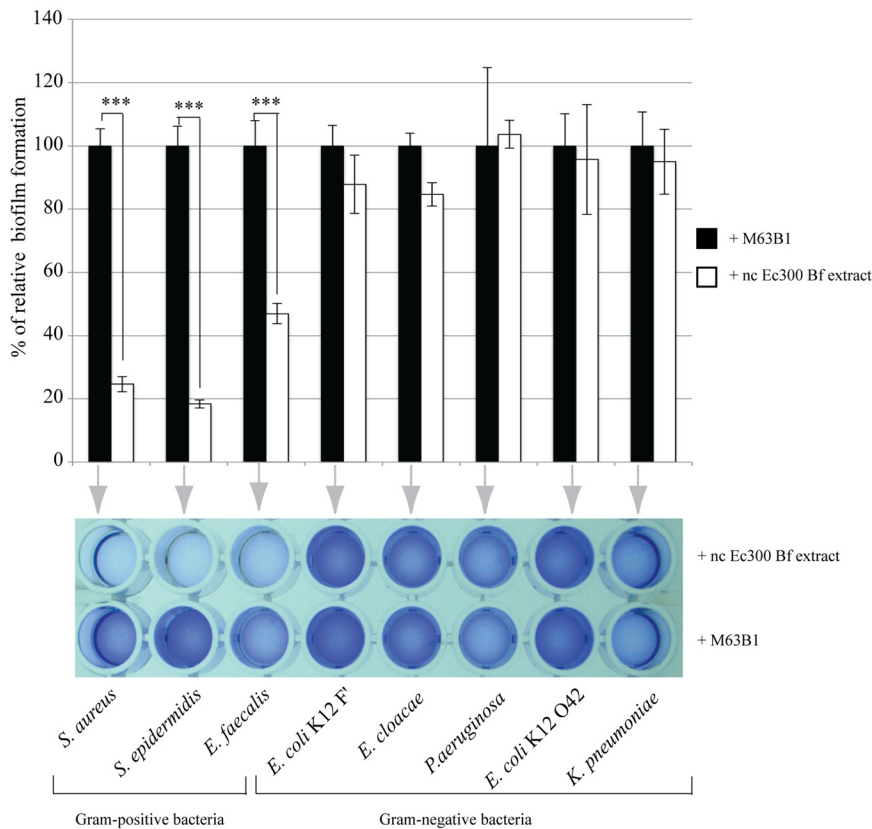 140
120
100
80
60
40
20
0
% of relative biofilm formation
***
***
***
+ M63B1
+ nc Ec300 Bf extract
+ nc Ec300 Bf extract
+ M63B1
S. aureus
S. epidermidis
E. faecalis
E. coli K12 F'
E. cloacae
P.aeruginosa
E. coli K12 O42
K. pneumoniae
Gram-positive bacteria
Gram-negative bacteria